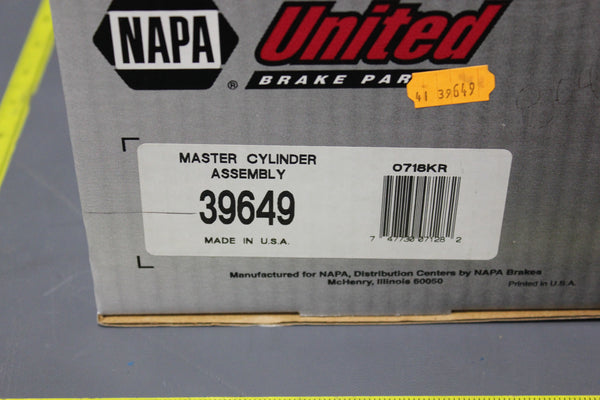 NAPA
®
United
BRAKE PAR
41 39649
MASTER CYLINDER
ASSEMBLY
39649
MADE IN U.S.A.
0718KR
7 47730 07128 2
Manufactured for NAPA, Distribution Centers by NAPA Brakes
McHenry, Illinois 60050
Printed in U.S.A.